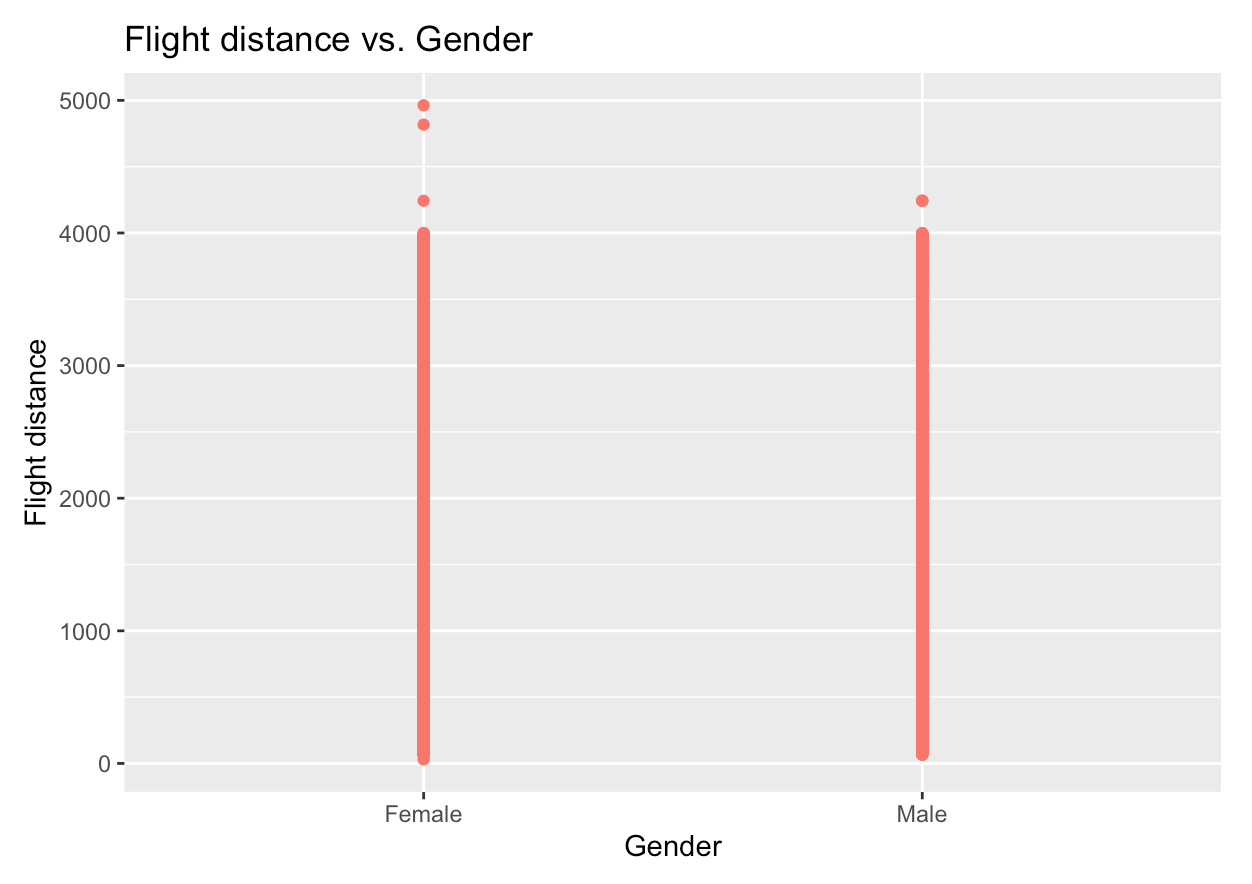 Flight distance vs. Gender
5000
4000
3000
2000
1000
0
Flight distance
Female
Male
Gender